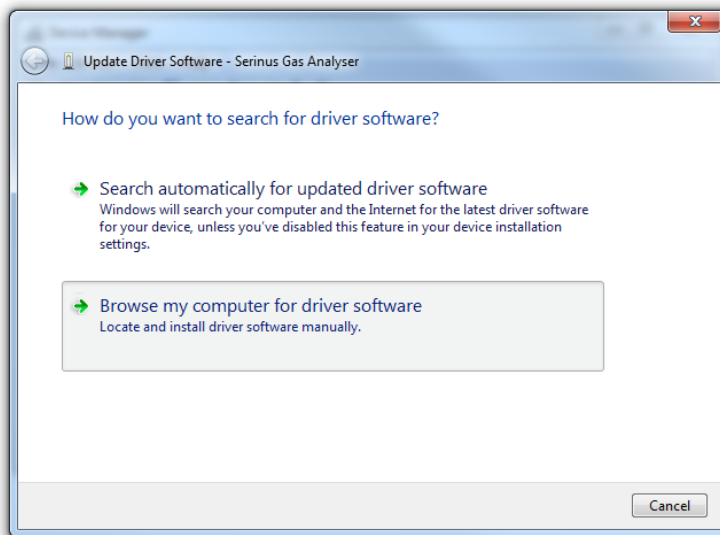 Device Manager
Update Driver Software - Serinus Gas Analyser
How do you want to search for driver software?
Search automatically for updated driver software
Windows will search your computer and the Internet for the latest driver software
for your device, unless you've disabled this feature in your device installation
settings.
Browse my computer for driver software
Locate and install driver software manually.
Cancel